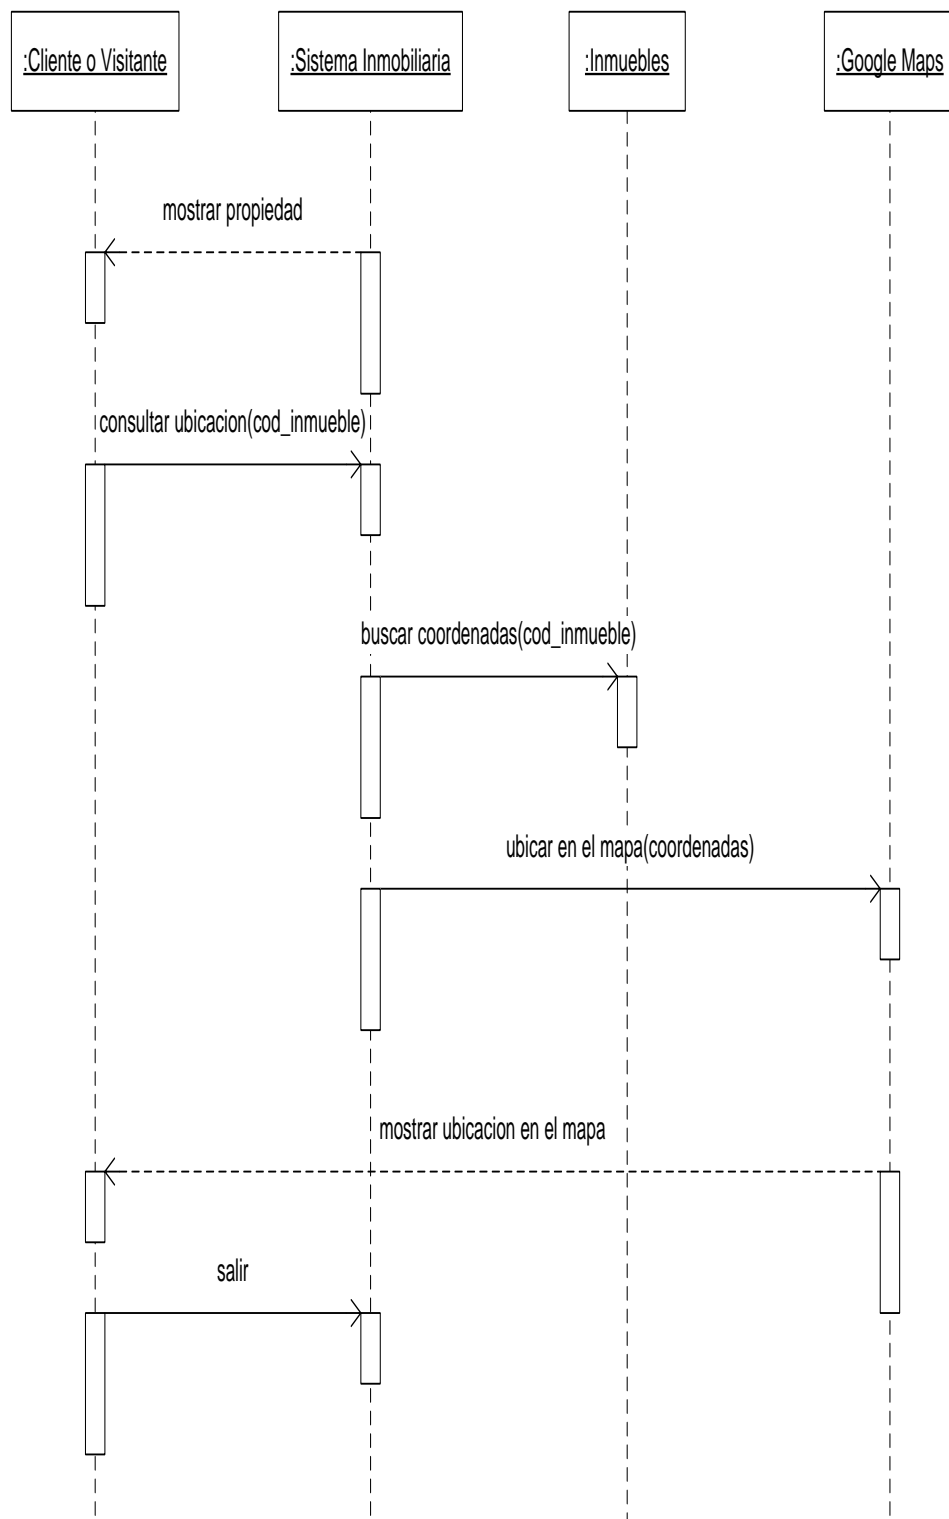 :Cliente o Visitante
:Sistema Inmobiliaria
:Inmuebles
:Google Maps
mostrar propiedad
consultar ubicacion(cod_inmueble)
buscar coordenadas(cod_inmueble)
ubicar en el mapa(coordenadas)
mostrar ubicacion en el mapa
salir